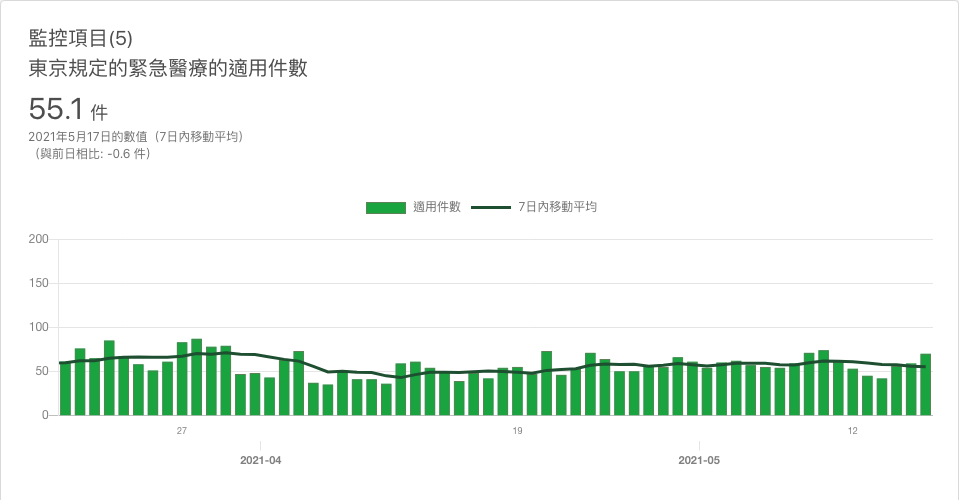 監控項目(5)
東京規定的緊急醫療的適用件數
55.1 件
2021年5月17日的數值（7日內移動平均）
（與前日相比: -0.6 件）
適用件數 7日內移動平均
200
150
100
50
0
27 19 12
2021-04 2021-05